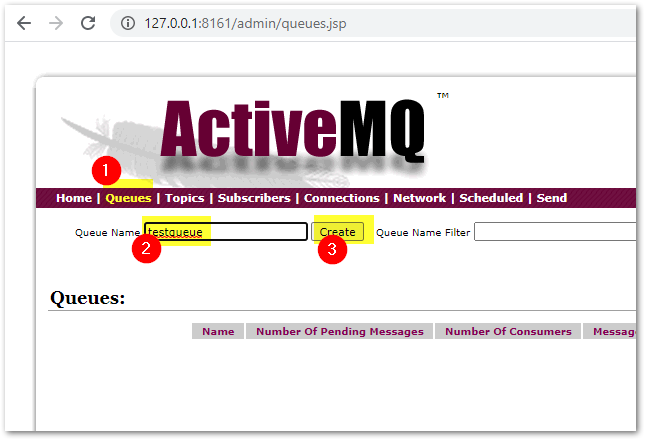 127.0.0.1:8161/admin/queues.jsp
ActiveMQ ™
1
Home | Queues | Topics | Subscribers | Connections | Network | Scheduled | Send
Queue Name testqueue Create Queue Name Filter
2 3
Queues:
Name Number Of Pending Messages Number Of Consumers Messag